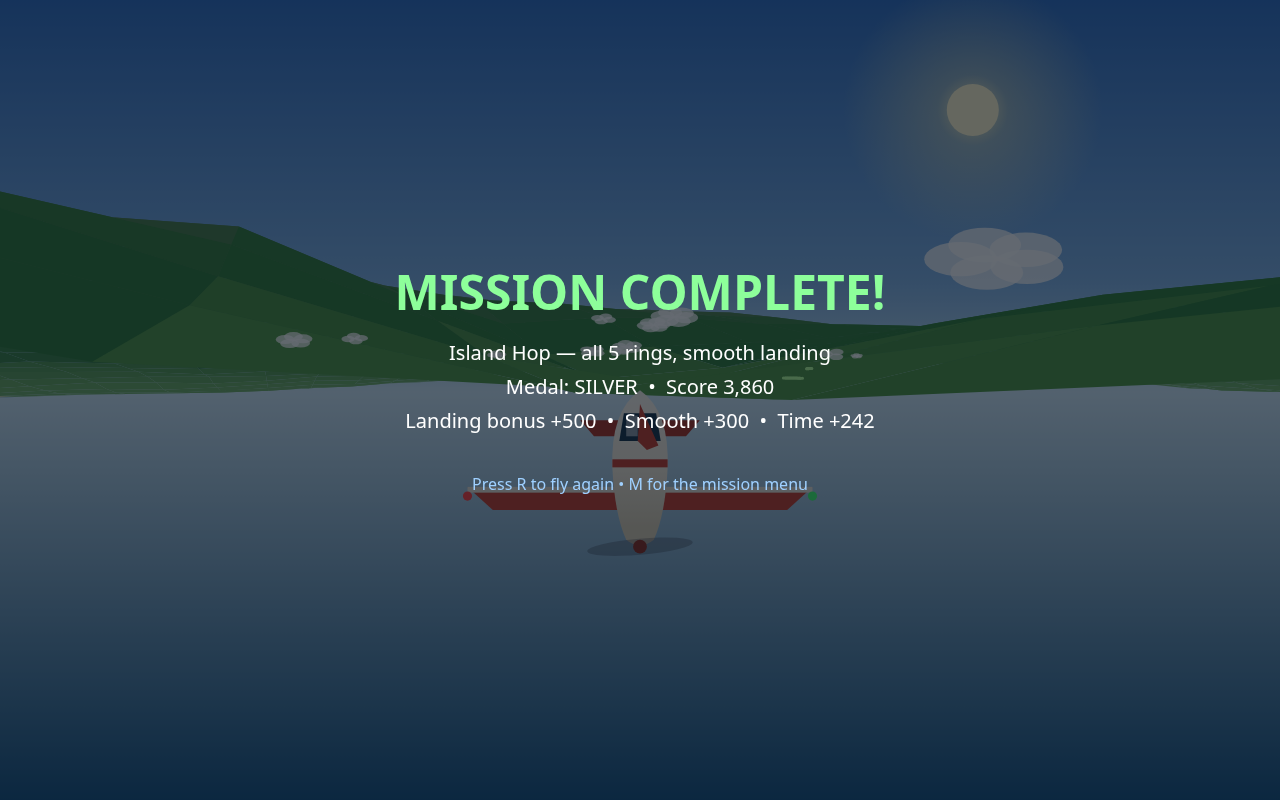 MISSION COMPLETE!
Island Hop — all 5 rings, smooth landing
Medal: SILVER • Score 3,860
Landing bonus +500 • Smooth +300 • Time +242
Press R to fly again • M for the mission menu